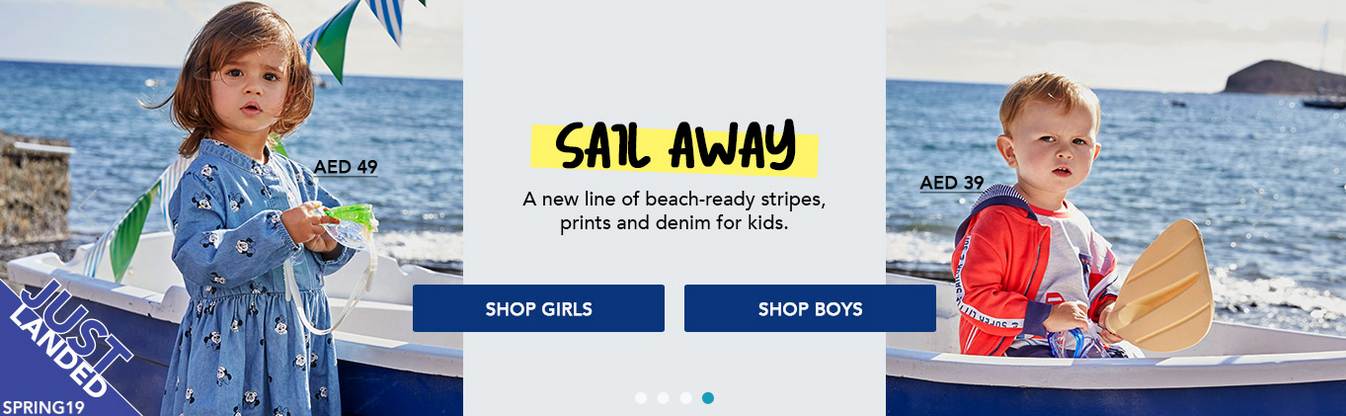 AED 49
SAIL AWAY
A new line of beach-ready stripes,
prints and denim for kids.
SHOP GIRLS
SHOP BOYS
AED 39
JUST
LANDED
SPRING19